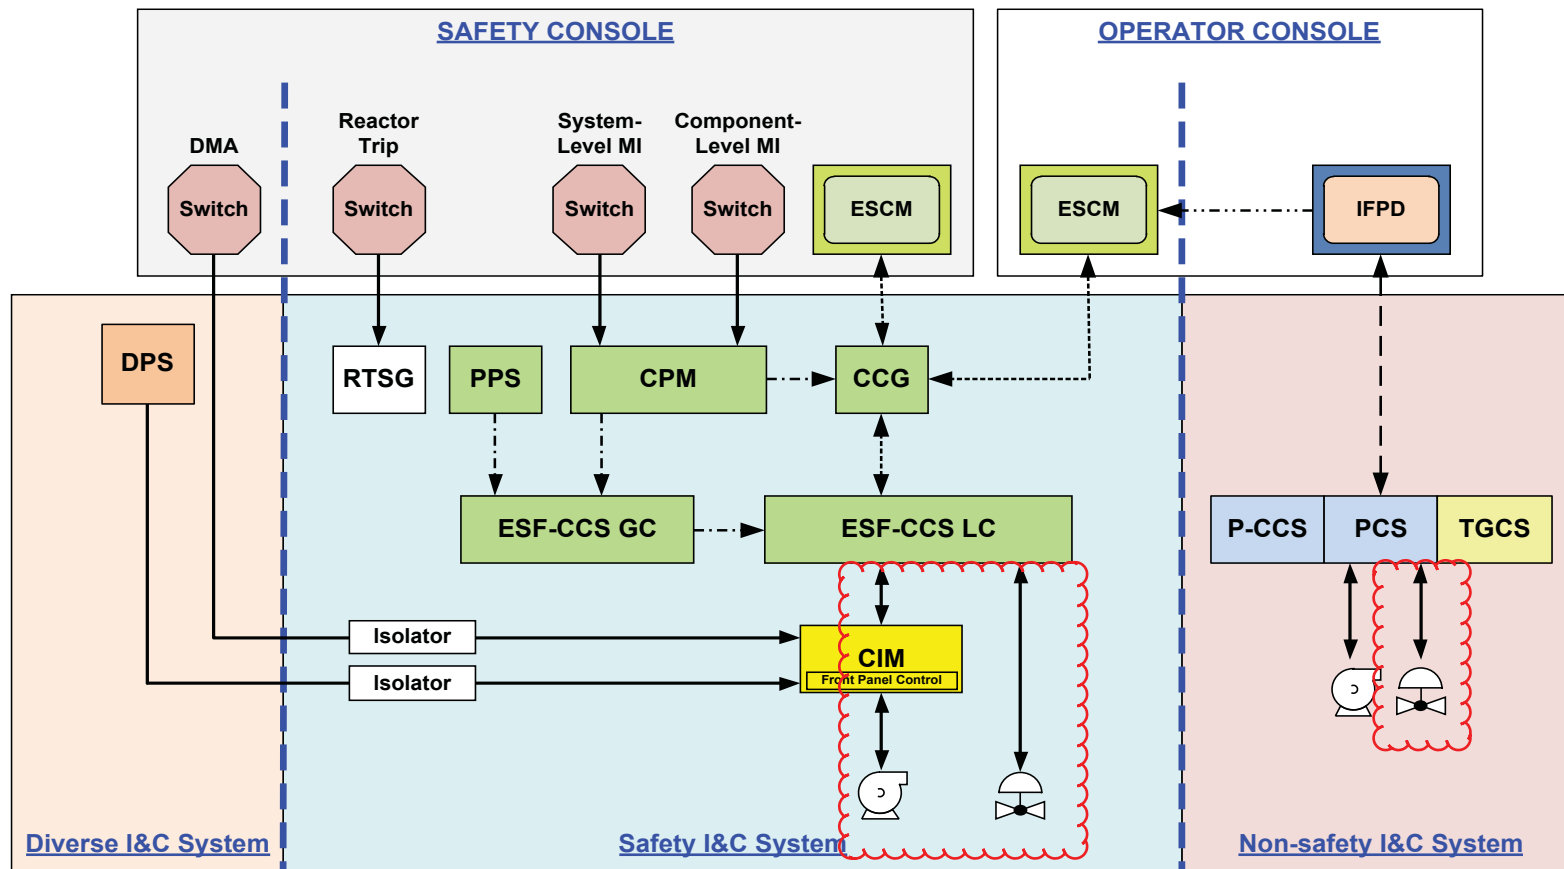 SAFETY CONSOLE
OPERATOR CONSOLE
DMA
Reactor
Trip
System-
Level MI
Component-
Level MI
Switch
Switch
Switch
Switch
ESCM
ESCM
IFPD
DPS
RTSG
PPS
CPM
CCG
ESF-CCS GC
ESF-CCS LC
P-CCS
PCS
TGCS
Isolator
Isolator
CIM
Front Panel Control
Diverse I&C System
Safety I&C System
Non-safety I&C System